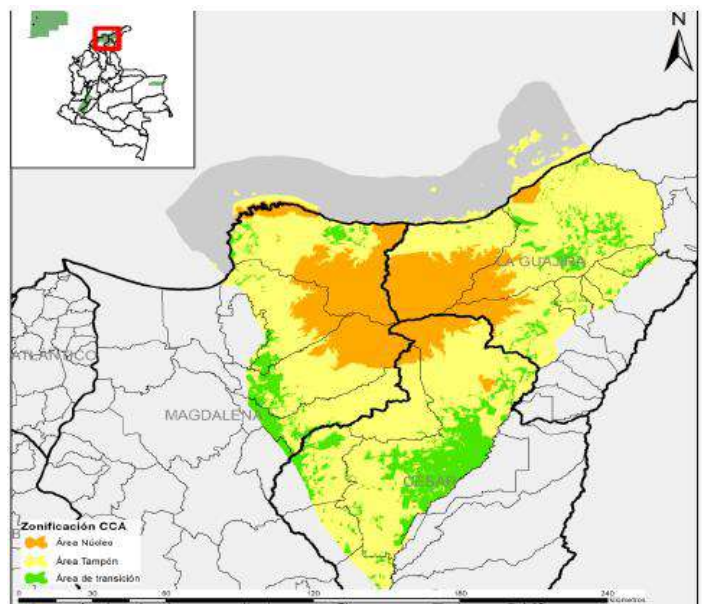 N
LA GUAJIRA
ATLANTICO
MAGDALENA
CESAR
Zonificación CCA
Área Núcleo
Área Tampón
Área de transición
0 60 120 180 240
Kilometros